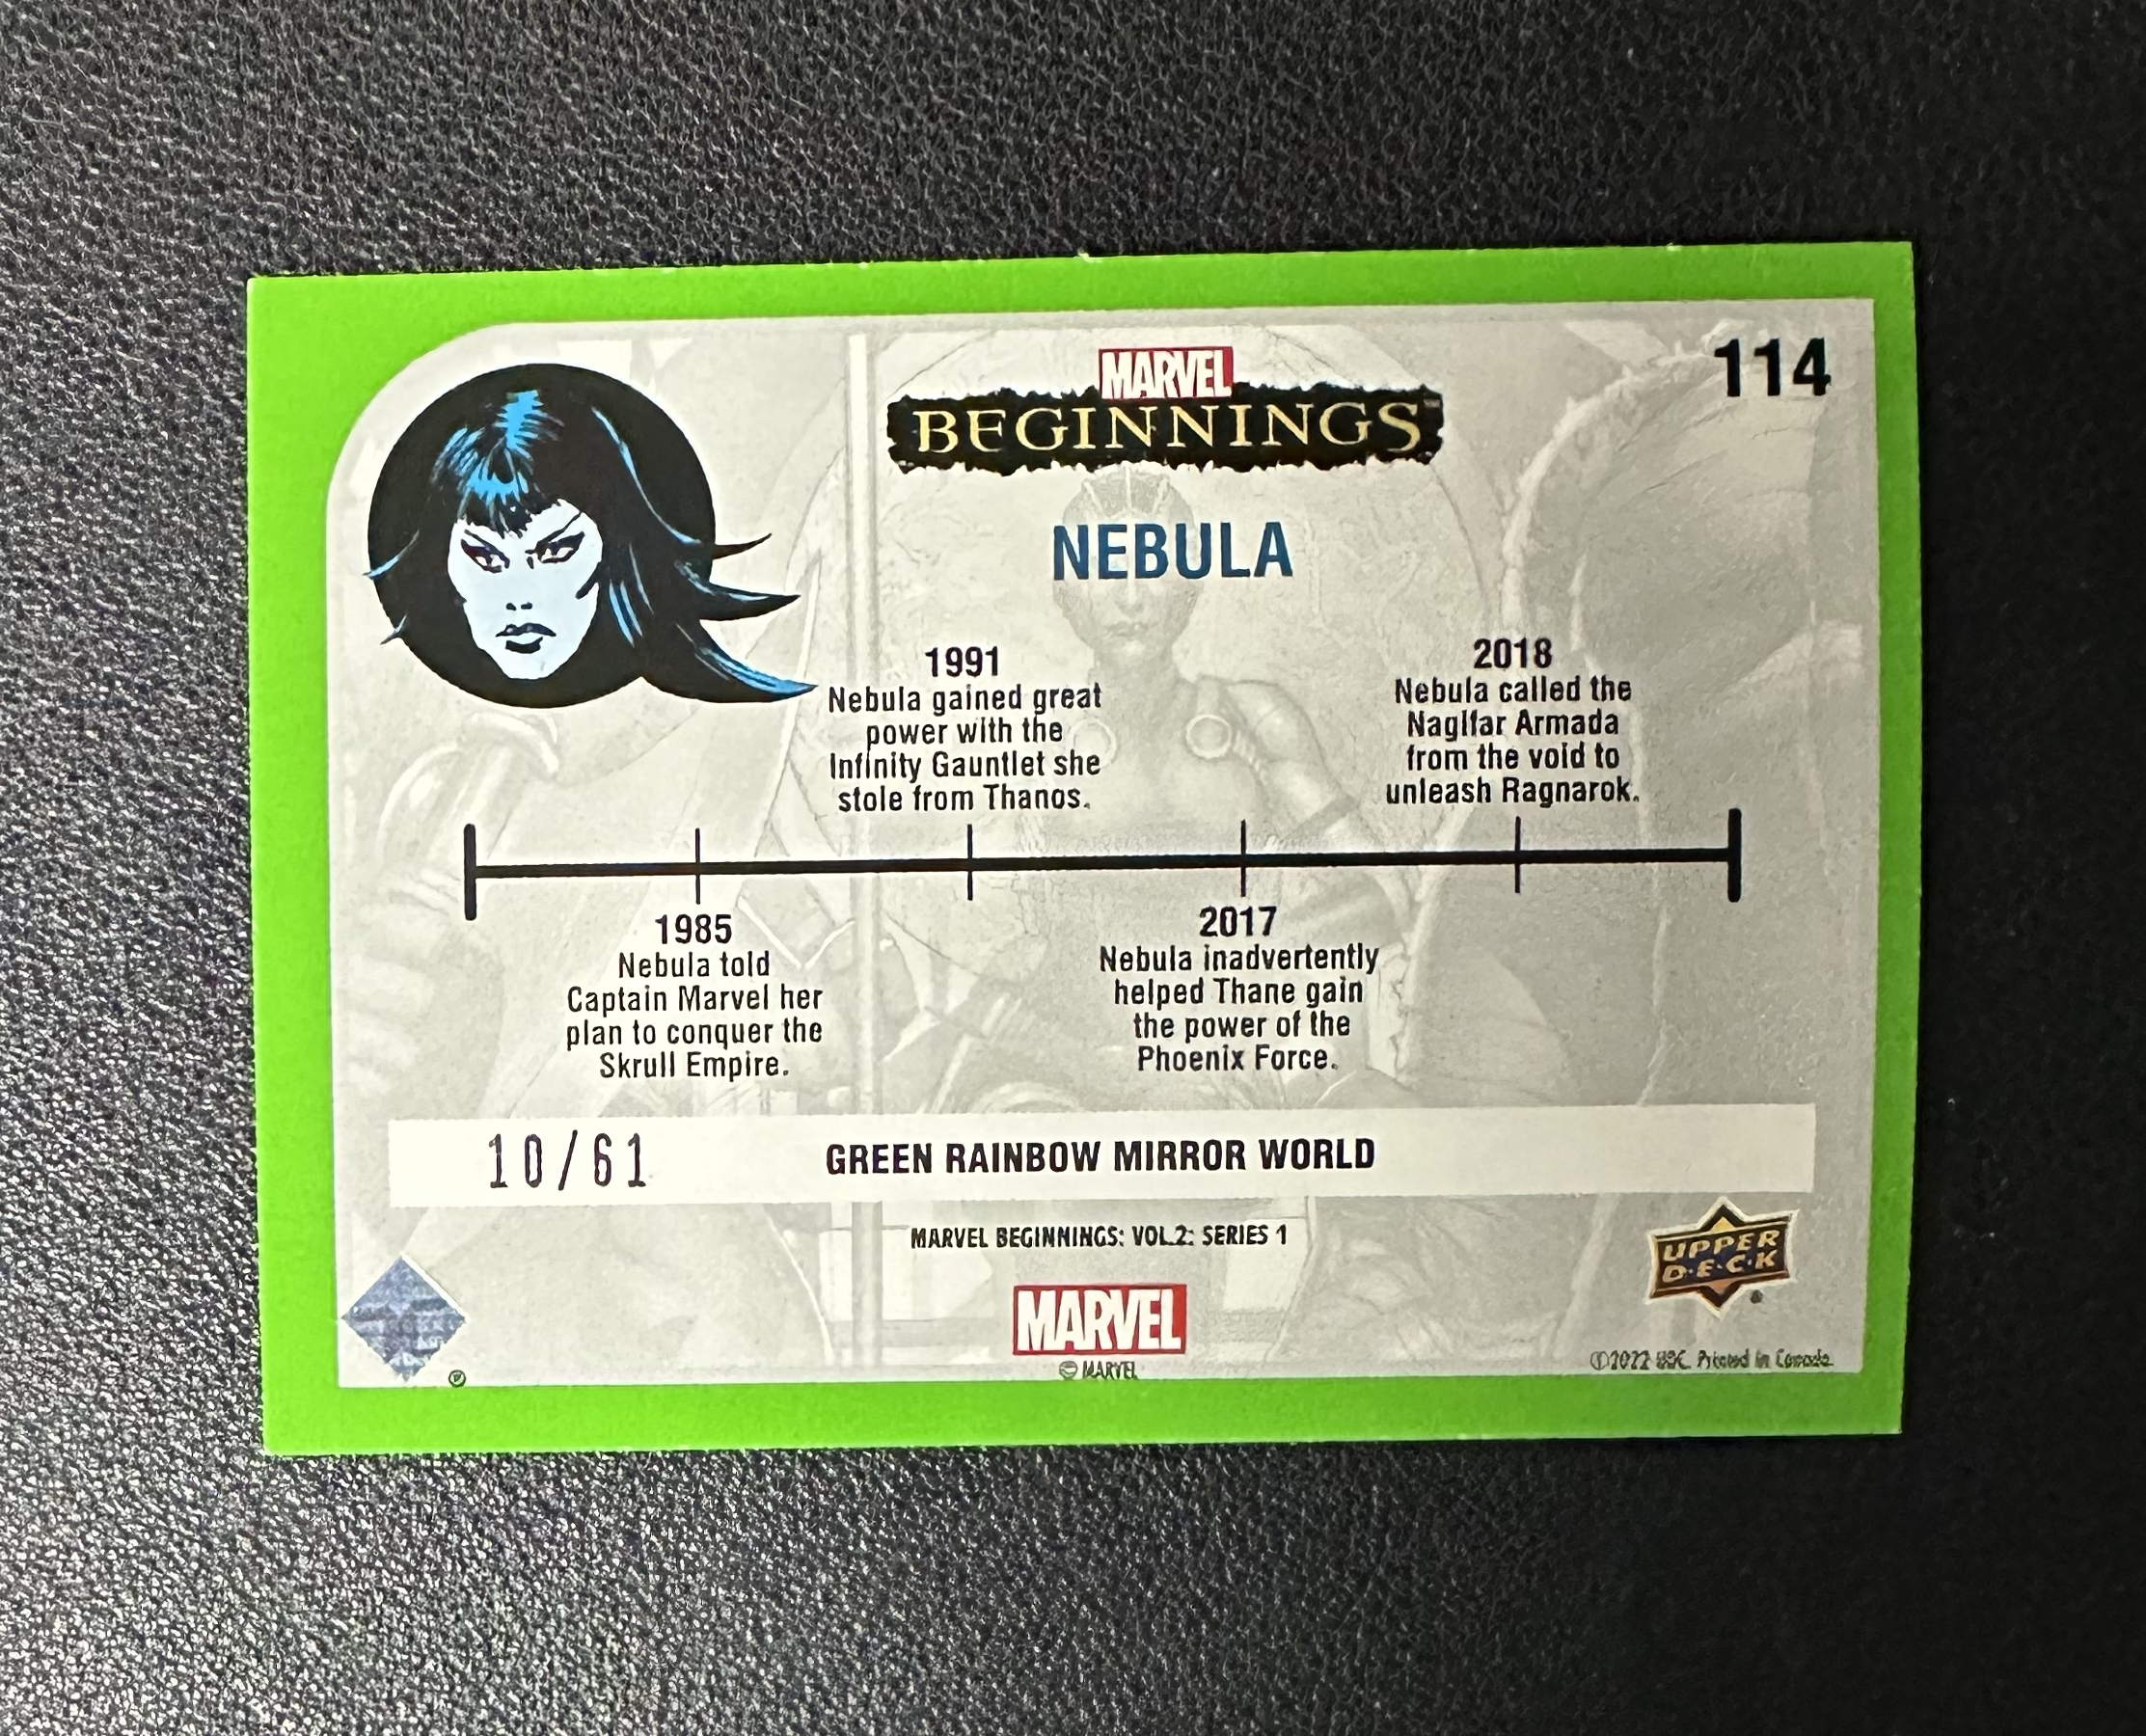 114
MARVEL
BEGINNINGS
NEBULA
1991
Nebula gained great
power with the
Infinity Gauntlet she
stole from Thanos.
2018
Nebula called the
Naglfar Armada
from the void to
unleash Ragnarok.
1985
Nebula told
Captain Marvel her
plan to conquer the
Skrull Empire.
2017
Nebula inadvertently
helped Thane gain
the power of the
Phoenix Force.
10/61 GREEN RAINBOW MIRROR WORLD
MARVEL BEGINNINGS: VOL.2: SERIES 1
UPPER
D·E·C·K
MARVEL
© MARVEL
©2022 UDC. Printed in Canada.